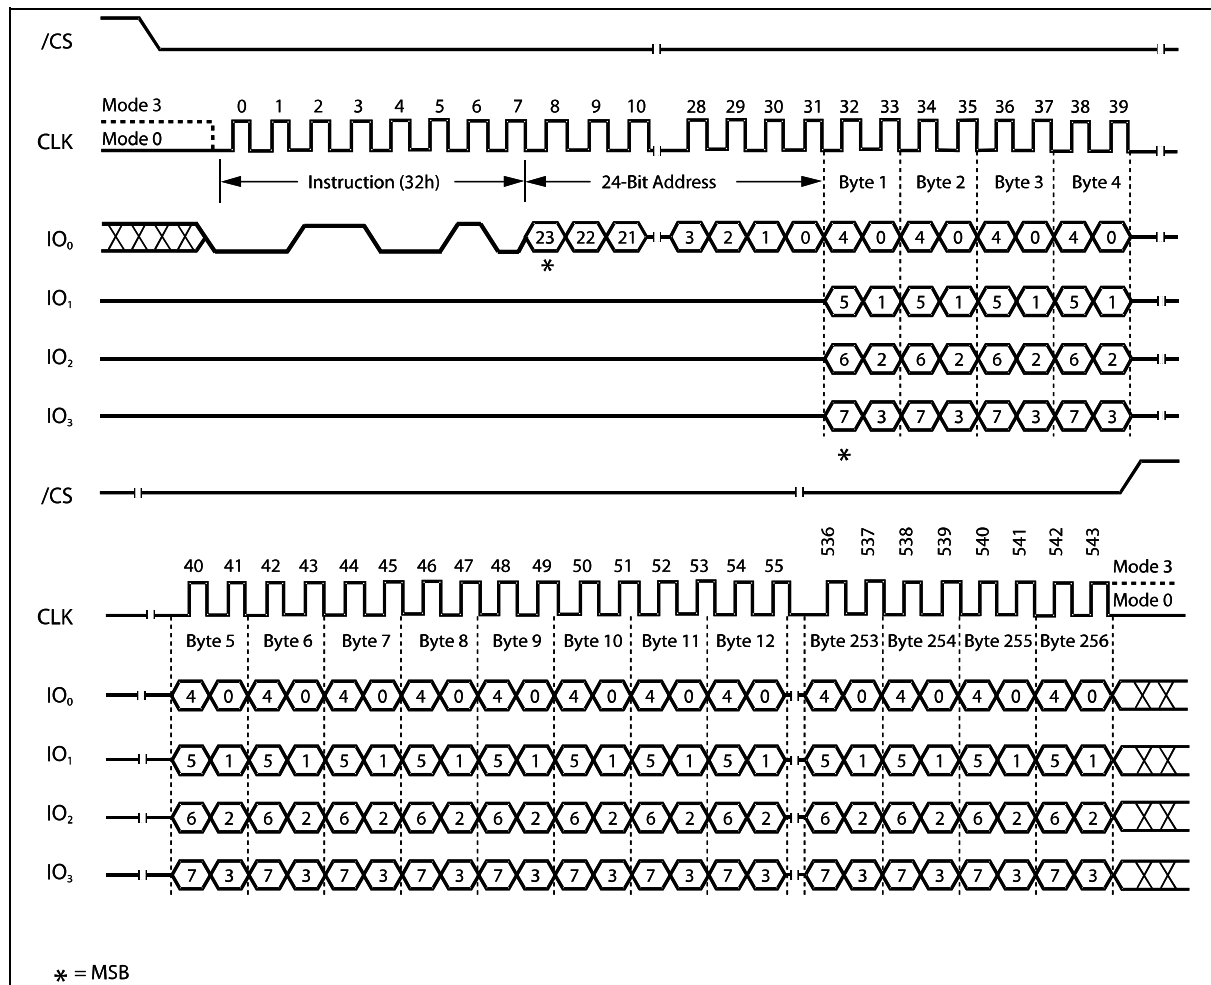 /CS
0 1 2 3 4 5 6 7 8 9 10 28 29 30 31 32 33 34 35 36 37 38 39
Mode 3
CLK Mode 0
Instruction (32h) 24-Bit Address Byte 1 Byte 2 Byte 3 Byte 4
IO0 23 22 21 3 2 1 0 4 0 4 0 4 0 4 0
*
IO1 5 1 5 1 5 1 5 1
IO2 6 2 6 2 6 2 6 2
IO3 7 3 7 3 7 3 7 3
*
/CS
536 537 538 539 540 541 542 543
40 41 42 43 44 45 46 47 48 49 50 51 52 53 54 55 Mode 3
CLK Mode 0
Byte 5 Byte 6 Byte 7 Byte 8 Byte 9 Byte 10 Byte 11 Byte 12 Byte 253 Byte 254 Byte 255 Byte 256
IO0 4 0 4 0 4 0 4 0 4 0 4 0 4 0 4 0 4 0 4 0 4 0 4 0
IO1 5 1 5 1 5 1 5 1 5 1 5 1 5 1 5 1 5 1 5 1 5 1 5 1
IO2 6 2 6 2 6 2 6 2 6 2 6 2 6 2 6 2 6 2 6 2 6 2 6 2
IO3 7 3 7 3 7 3 7 3 7 3 7 3 7 3 7 3 7 3 7 3 7 3 7 3
* = MSB